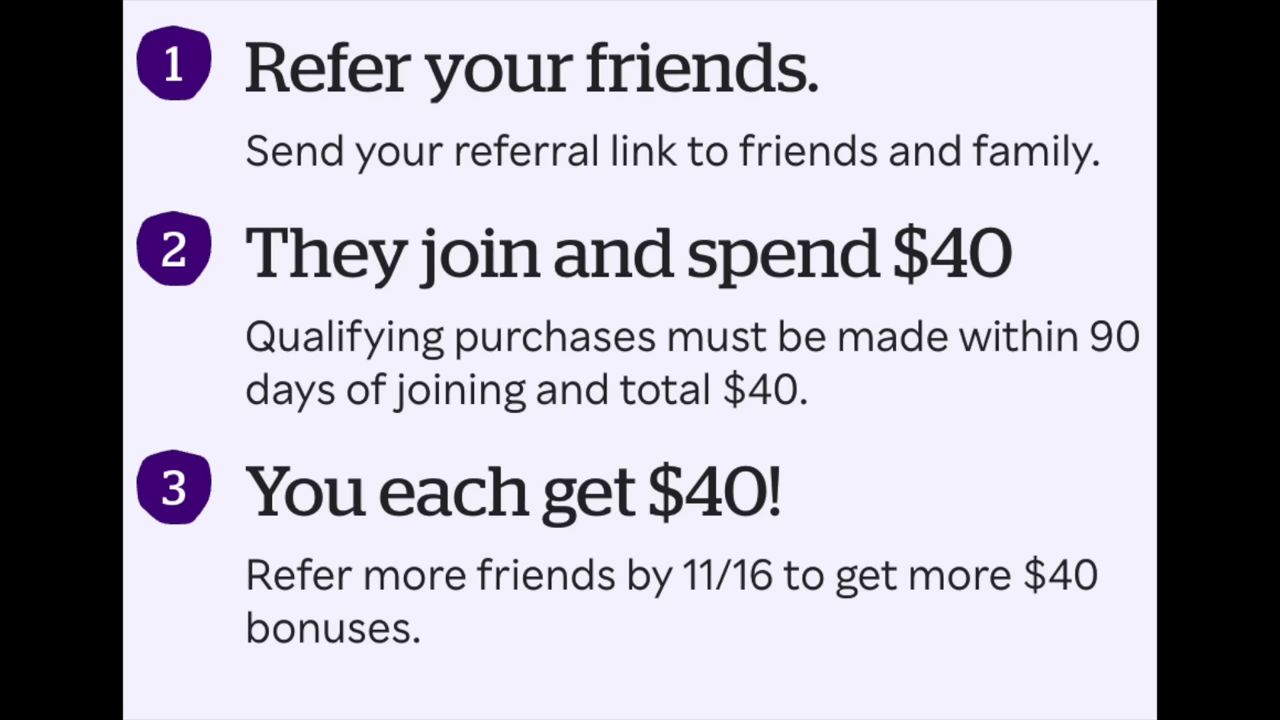 1
Refer your friends.
Send your referral link to friends and family.
2
They join and spend $40
Qualifying purchases must be made within 90
days of joining and total $40.
3
You each get $40!
Refer more friends by 11/16 to get more $40
bonuses.